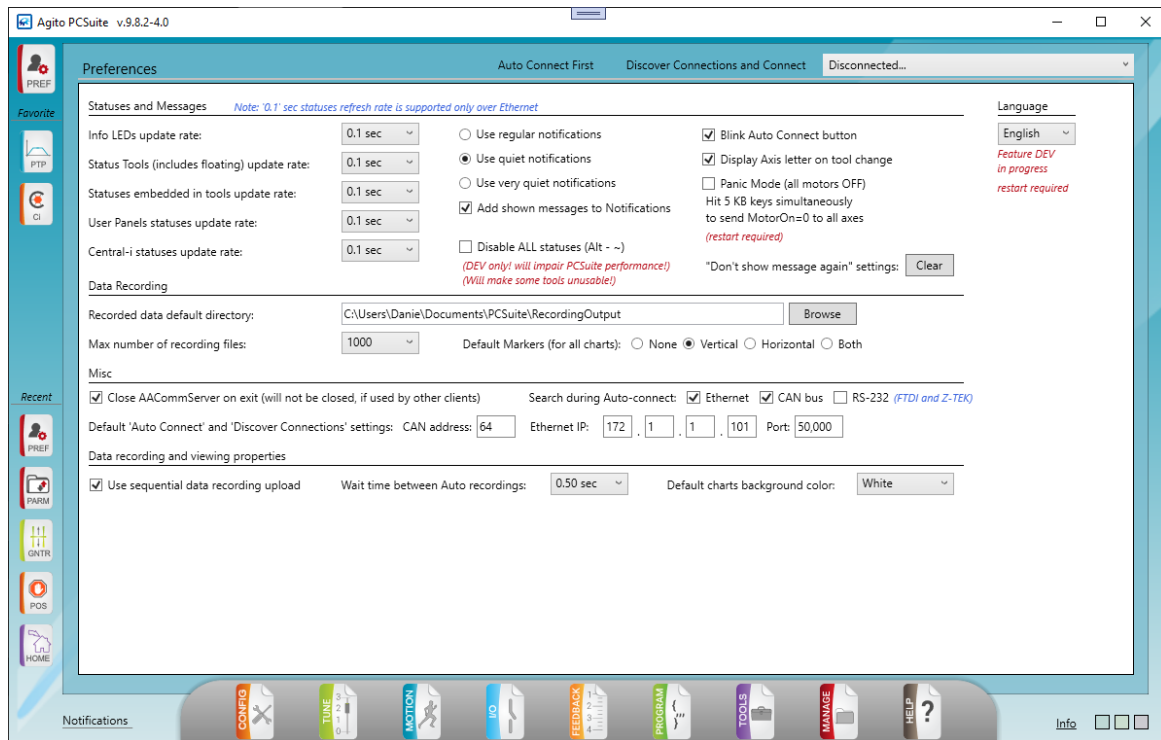 Agito PCSuite v.9.8.2-4.0
PREF
Preferences
Auto Connect First
Discover Connections and Connect
Disconnected...
Favorite
PTP
Ci
Statuses and Messages
Note: '0.1' sec statuses refresh rate is supported only over Ethernet
Language
Info LEDs update rate:
0.1 sec
Use regular notifications
Blink Auto Connect button
English
Status Tools (includes floating) update rate:
0.1 sec
Use quiet notifications
Display Axis letter on tool change
Feature DEV
in progress
Statuses embedded in tools update rate:
0.1 sec
Use very quiet notifications
Panic Mode (all motors OFF)
restart required
Hit 5 KB keys simultaneously
to send MotorOn=0 to all axes
(restart required)
User Panels statuses update rate:
0.1 sec
Add shown messages to Notifications
Central-i statuses update rate:
0.1 sec
Disable ALL statuses (Alt - ~)
(DEV only! will impair PCSuite performance!)
(Will make some tools unusable!)
"Don't show message again" settings:
Clear
Data Recording
Recorded data default directory:
C:\Users\Danie\Documents\PCSuite\RecordingOutput
Browse
Max number of recording files:
1000
Default Markers (for all charts):
None
Vertical
Horizontal
Both
Misc
Recent
Close AACommServer on exit (will not be closed, if used by other clients)
Search during Auto-connect:
Ethernet
CAN bus
RS-232 (FTDI and Z-TEK)
Default 'Auto Connect' and 'Discover Connections' settings:
CAN address:
64
Ethernet IP:
172 . 1 . 1 . 101
Port:
50,000
PREF
Data recording and viewing properties
Use sequential data recording upload
Wait time between Auto recordings:
0.50 sec
Default charts background color:
White
PARM
GNTR
POS
HOME
Notifications
CONFIG
TUNE
3
2
1
0
MOTION
I/O
FEEDBACK
1
2
3
4
PROGRAM
TOOLS
MANAGE
HELP
?
Info